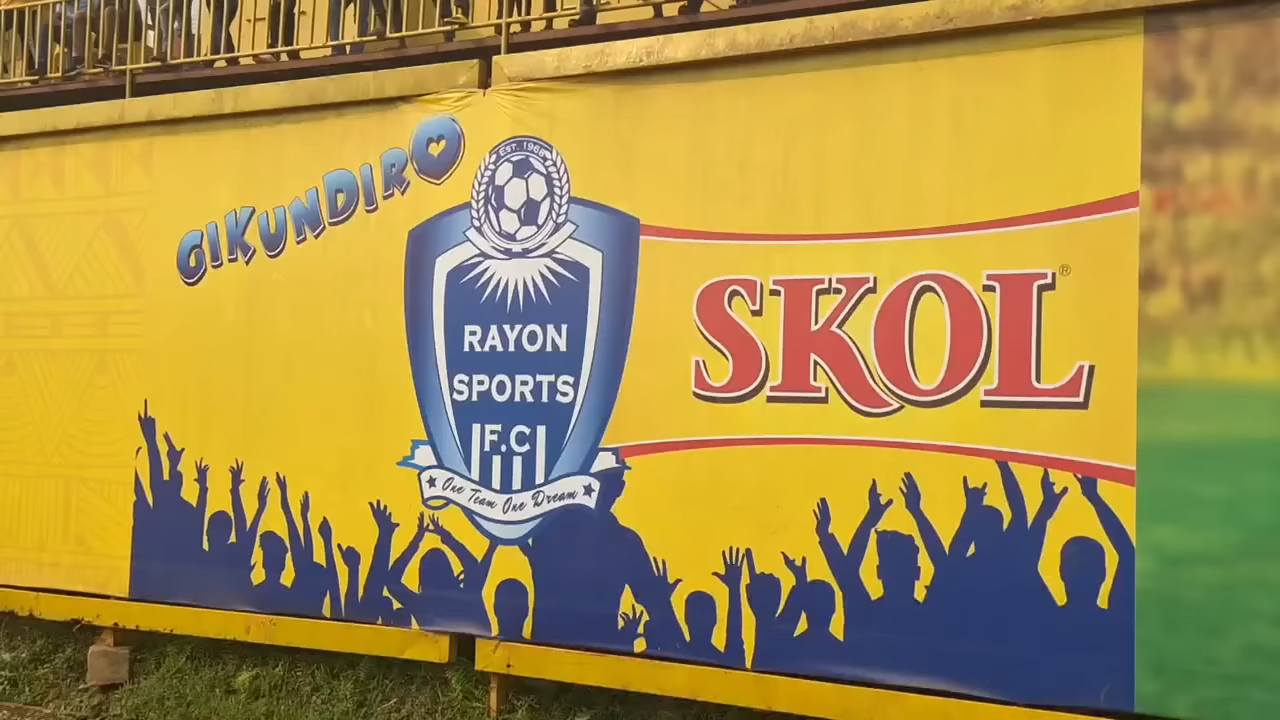 GIKUNDIRO
Est. 1968
RAYON
SPORTS
F.C
One Team One Dream
SKOL®